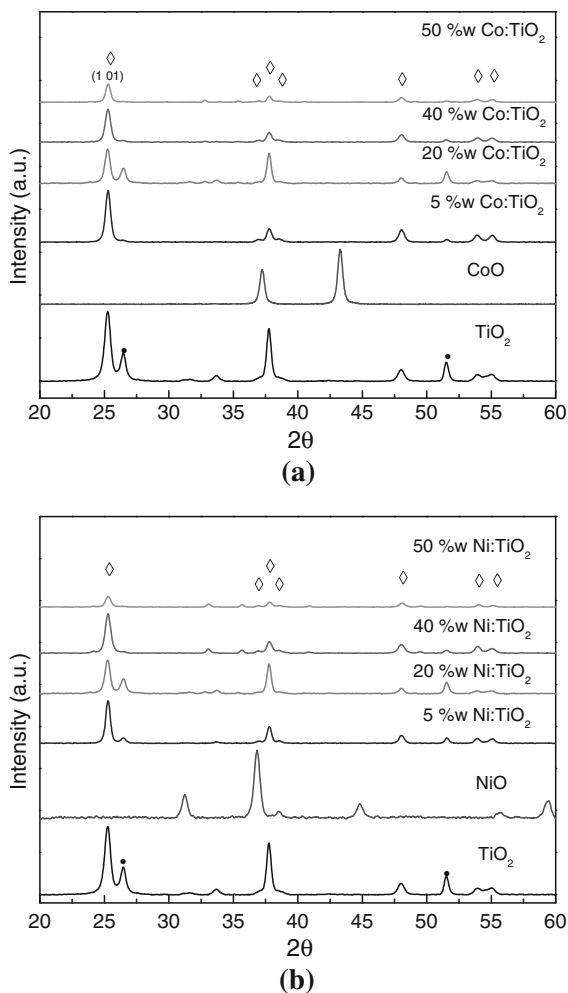 50 %w Co:TiO₂
(1 01)
40 %w Co:TiO₂
20 %w Co:TiO₂
5 %w Co:TiO₂
CoO
TiO₂
Intensity (a.u.)
20 25 30 35 40 45 50 55 60
2θ
(a)
50 %w Ni:TiO₂
40 %w Ni:TiO₂
20 %w Ni:TiO₂
5 %w Ni:TiO₂
NiO
TiO₂
Intensity (a.u.)
20 25 30 35 40 45 50 55 60
2θ
(b)